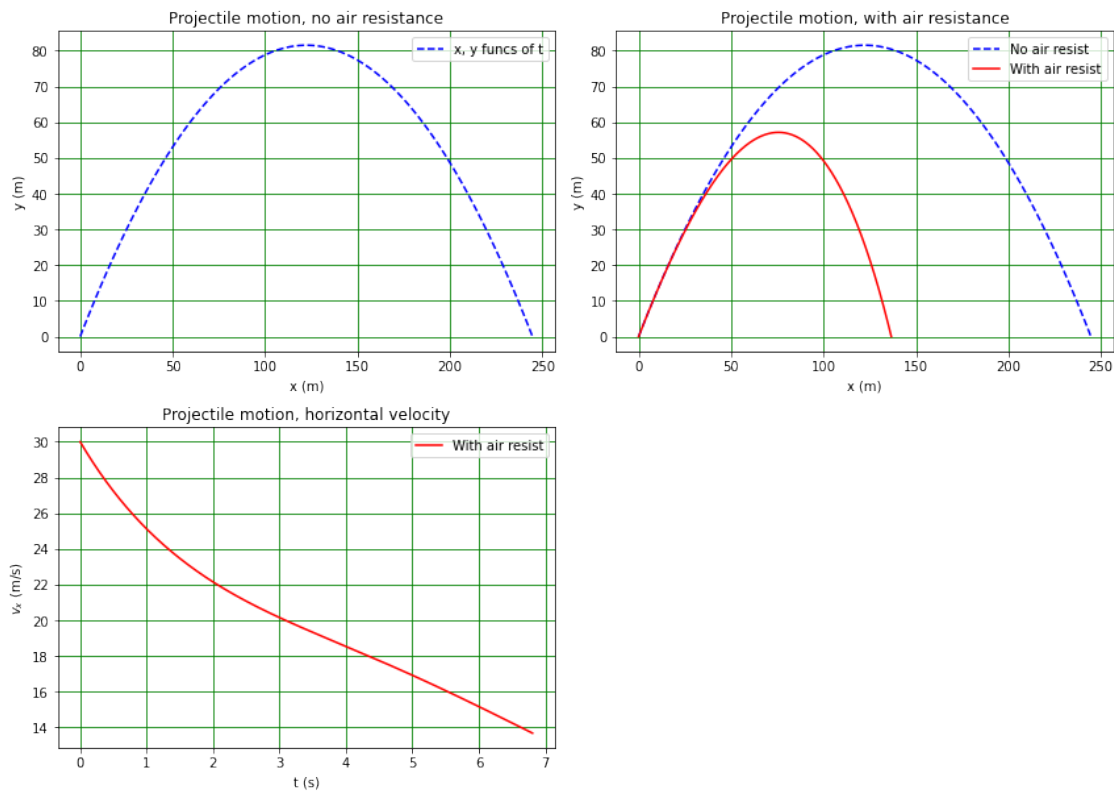 Projectile motion, no air resistance
x, y funcs of t
80
70
60
50
40
30
20
10
0
y (m)
0 50 100 150 200 250
x (m)
Projectile motion, with air resistance
No air resist
With air resist
80
70
60
50
40
30
20
10
0
y (m)
0 50 100 150 200 250
x (m)
Projectile motion, horizontal velocity
With air resist
30
28
26
24
22
20
18
16
14
vₓ (m/s)
0 1 2 3 4 5 6 7
t (s)